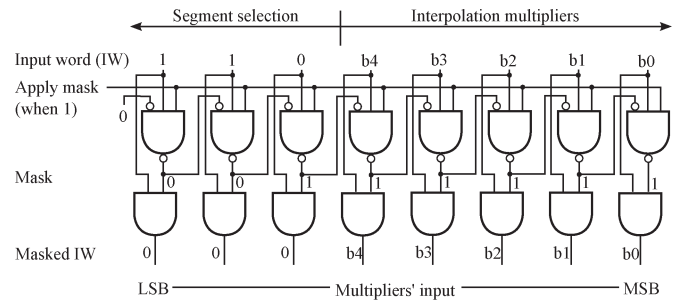 Segment selection Interpolation multipliers
Input word (IW) 1 1 0 b4 b3 b2 b1 b0
Apply mask
(when 1)
0
Mask 0 0 1 1 1 1 1 1
Masked IW 0 0 0 b4 b3 b2 b1 b0
LSB Multipliers' input MSB